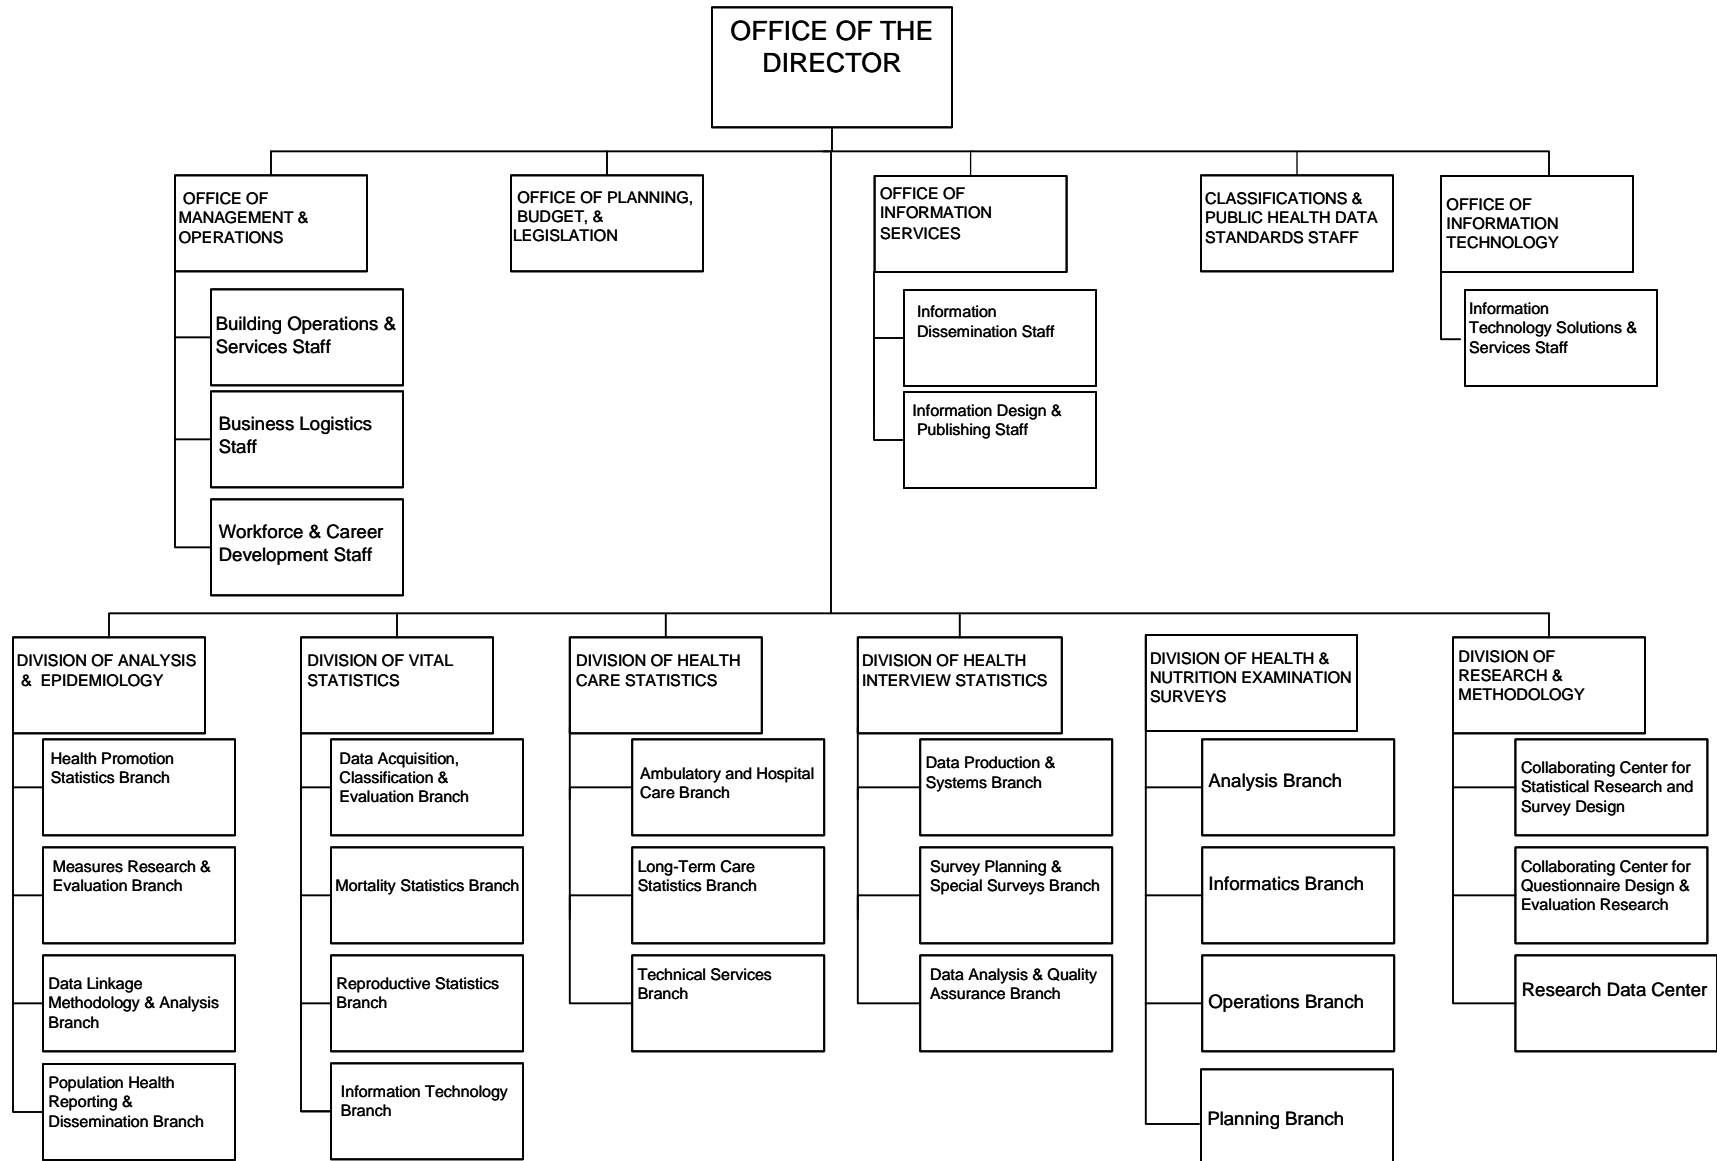 OFFICE OF THE
DIRECTOR
OFFICE OF
MANAGEMENT &
OPERATIONS
OFFICE OF PLANNING,
BUDGET, &
LEGISLATION
OFFICE OF
INFORMATION
SERVICES
CLASSIFICATIONS &
PUBLIC HEALTH DATA
STANDARDS STAFF
OFFICE OF
INFORMATION
TECHNOLOGY
Building Operations &
Services Staff
Business Logistics
Staff
Workforce & Career
Development Staff
Information
Dissemination Staff
Information Design &
Publishing Staff
Information
Technology Solutions &
Services Staff
DIVISION OF ANALYSIS
& EPIDEMIOLOGY
Health Promotion
Statistics Branch
Measures Research &
Evaluation Branch
Data Linkage
Methodology & Analysis
Branch
Population Health
Reporting &
Dissemination Branch
DIVISION OF VITAL
STATISTICS
Data Acquisition,
Classification &
Evaluation Branch
Mortality Statistics Branch
Reproductive Statistics
Branch
Information Technology
Branch
DIVISION OF HEALTH
CARE STATISTICS
Ambulatory and Hospital
Care Branch
Long-Term Care
Statistics Branch
Technical Services
Branch
DIVISION OF HEALTH
INTERVIEW STATISTICS
Data Production &
Systems Branch
Survey Planning &
Special Surveys Branch
Data Analysis & Quality
Assurance Branch
DIVISION OF HEALTH &
NUTRITION EXAMINATION
SURVEYS
Analysis Branch
Informatics Branch
Operations Branch
Planning Branch
DIVISION OF
RESEARCH &
METHODOLOGY
Collaborating Center for
Statistical Research and
Survey Design
Collaborating Center for
Questionnaire Design &
Evaluation Research
Research Data Center